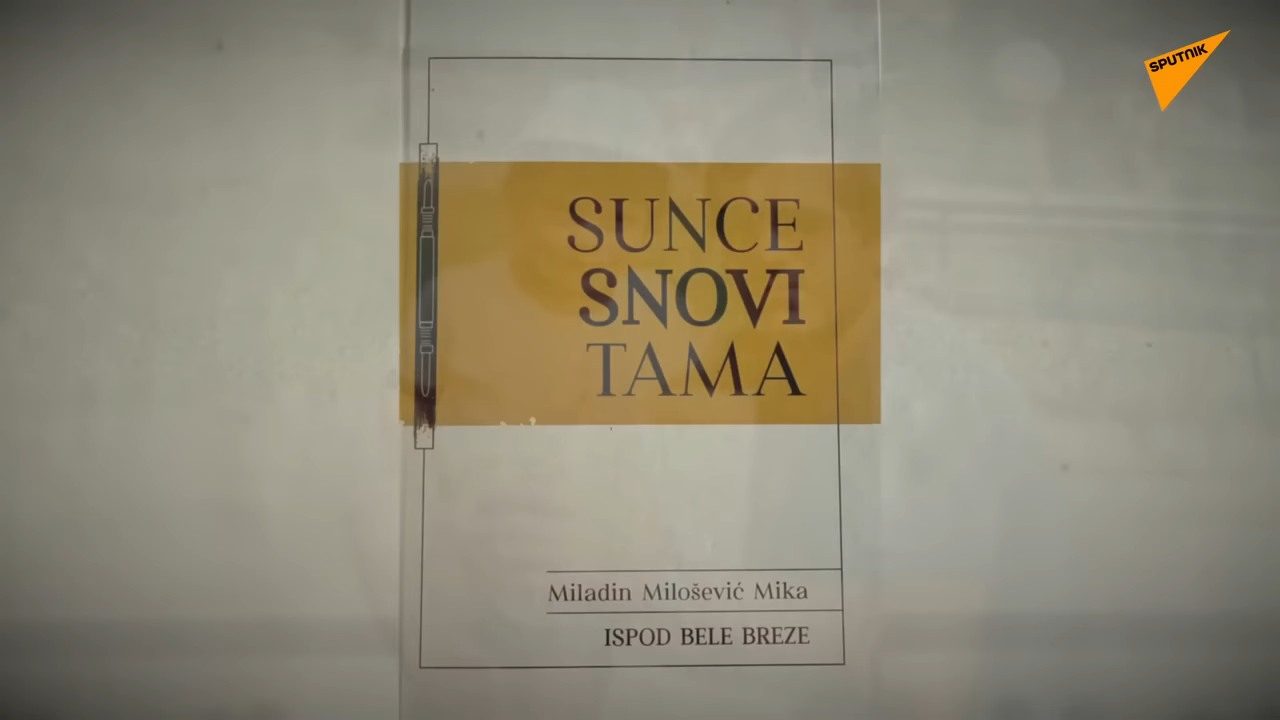 SPUTNIK
SUNCE
SNOVI
TAMA
Miladin Milošević Mika
ISPOD BELE BREZE